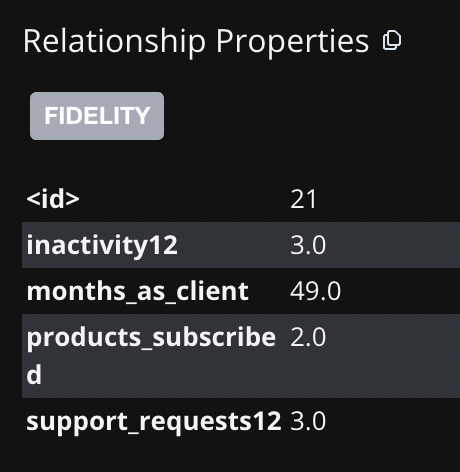 Relationship Properties
FIDELITY
<id> 21
inactivity12 3.0
months_as_client 49.0
products_subscribe 2.0
d
support_requests12 3.0